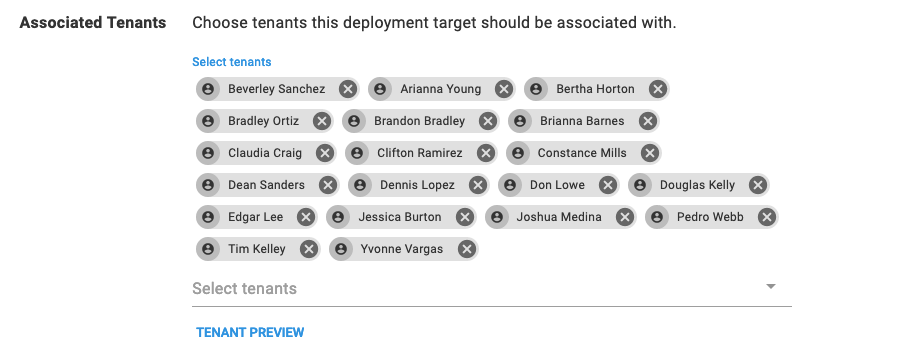 Associated Tenants Choose tenants this deployment target should be associated with.
Select tenants
Beverley Sanchez Arianna Young Bertha Horton
Bradley Ortiz Brandon Bradley Brianna Barnes
Claudia Craig Clifton Ramirez Constance Mills
Dean Sanders Dennis Lopez Don Lowe Douglas Kelly
Edgar Lee Jessica Burton Joshua Medina Pedro Webb
Tim Kelley Yvonne Vargas
Select tenants
TENANT PREVIEW